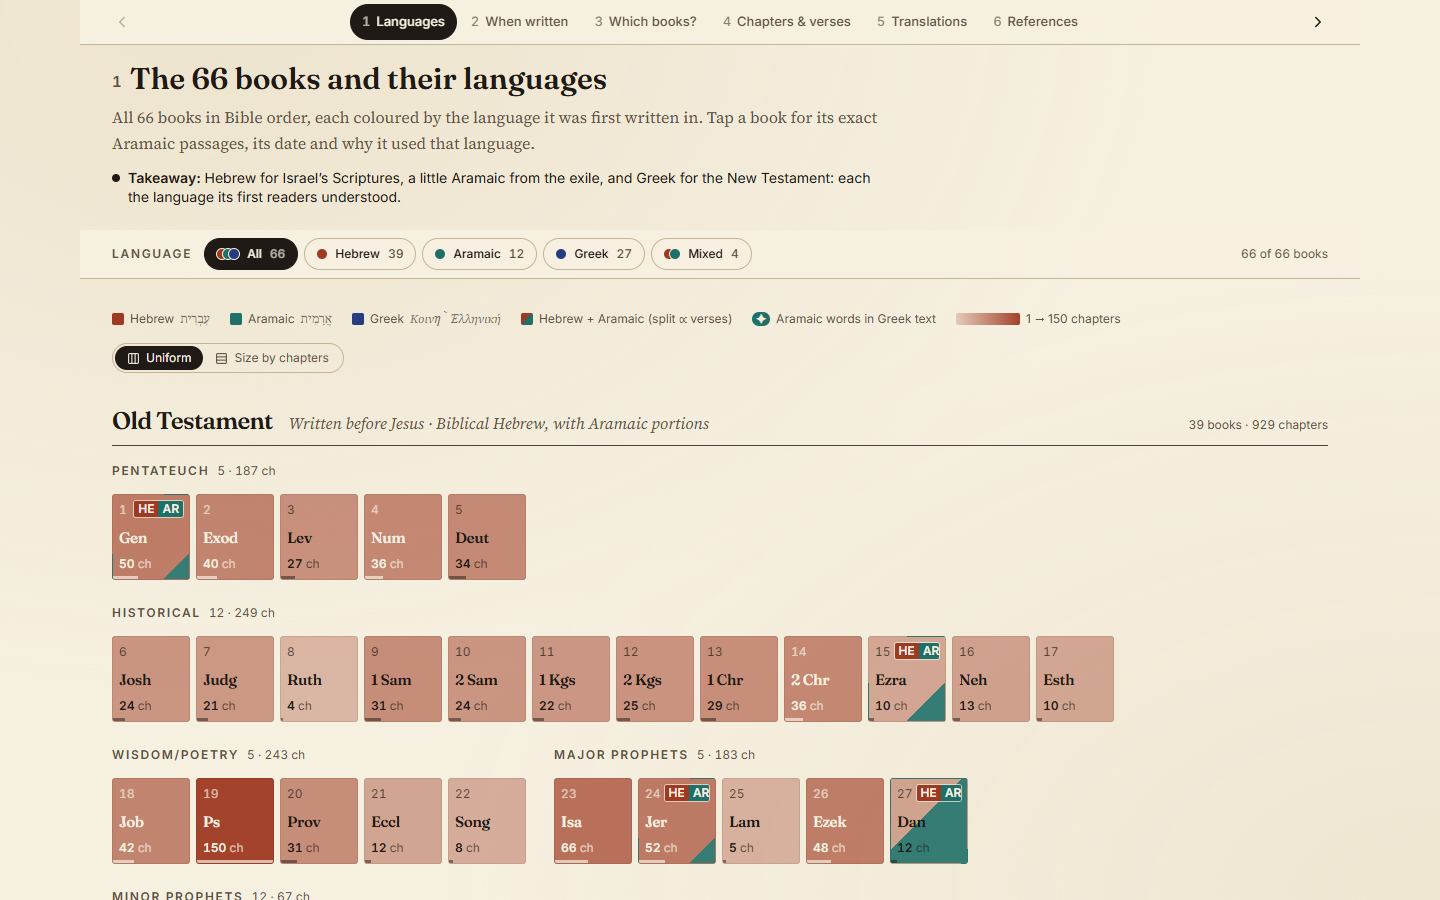 1 Languages 2 When written 3 Which books? 4 Chapters & verses 5 Translations 6 References
1 The 66 books and their languages
All 66 books in Bible order, each coloured by the language it was first written in. Tap a book for its exact
Aramaic passages, its date and why it used that language.
Takeaway: Hebrew for Israel’s Scriptures, a little Aramaic from the exile, and Greek for the New Testament: each
the language its first readers understood.
LANGUAGE All 66 Hebrew 39 Aramaic 12 Greek 27 Mixed 4 66 of 66 books
Hebrew עִבְרִית Aramaic אֲרָמִית Greek Κοινὴ Ἑλληνική Hebrew + Aramaic (split ∝ verses) Aramaic words in Greek text 1 → 150 chapters
Uniform Size by chapters
Old Testament Written before Jesus · Biblical Hebrew, with Aramaic portions 39 books · 929 chapters
PENTATEUCH 5 · 187 ch
1 HE AR 2 3 4 5
Gen Exod Lev Num Deut
50 ch 40 ch 27 ch 36 ch 34 ch
HISTORICAL 12 · 249 ch
6 7 8 9 10 11 12 13 14 15 HE AR 16 17
Josh Judg Ruth 1 Sam 2 Sam 1 Kgs 2 Kgs 1 Chr 2 Chr Ezra Neh Esth
24 ch 21 ch 4 ch 31 ch 24 ch 22 ch 25 ch 29 ch 36 ch 10 ch 13 ch 10 ch
WISDOM/POETRY 5 · 243 ch MAJOR PROPHETS 5 · 183 ch
18 19 20 21 22 23 24 HE AR 25 26 27 HE AR
Job Ps Prov Eccl Song Isa Jer Lam Ezek Dan
42 ch 150 ch 31 ch 12 ch 8 ch 66 ch 52 ch 5 ch 48 ch 12 ch
MINOR PROPHETS 12 · 67 ch